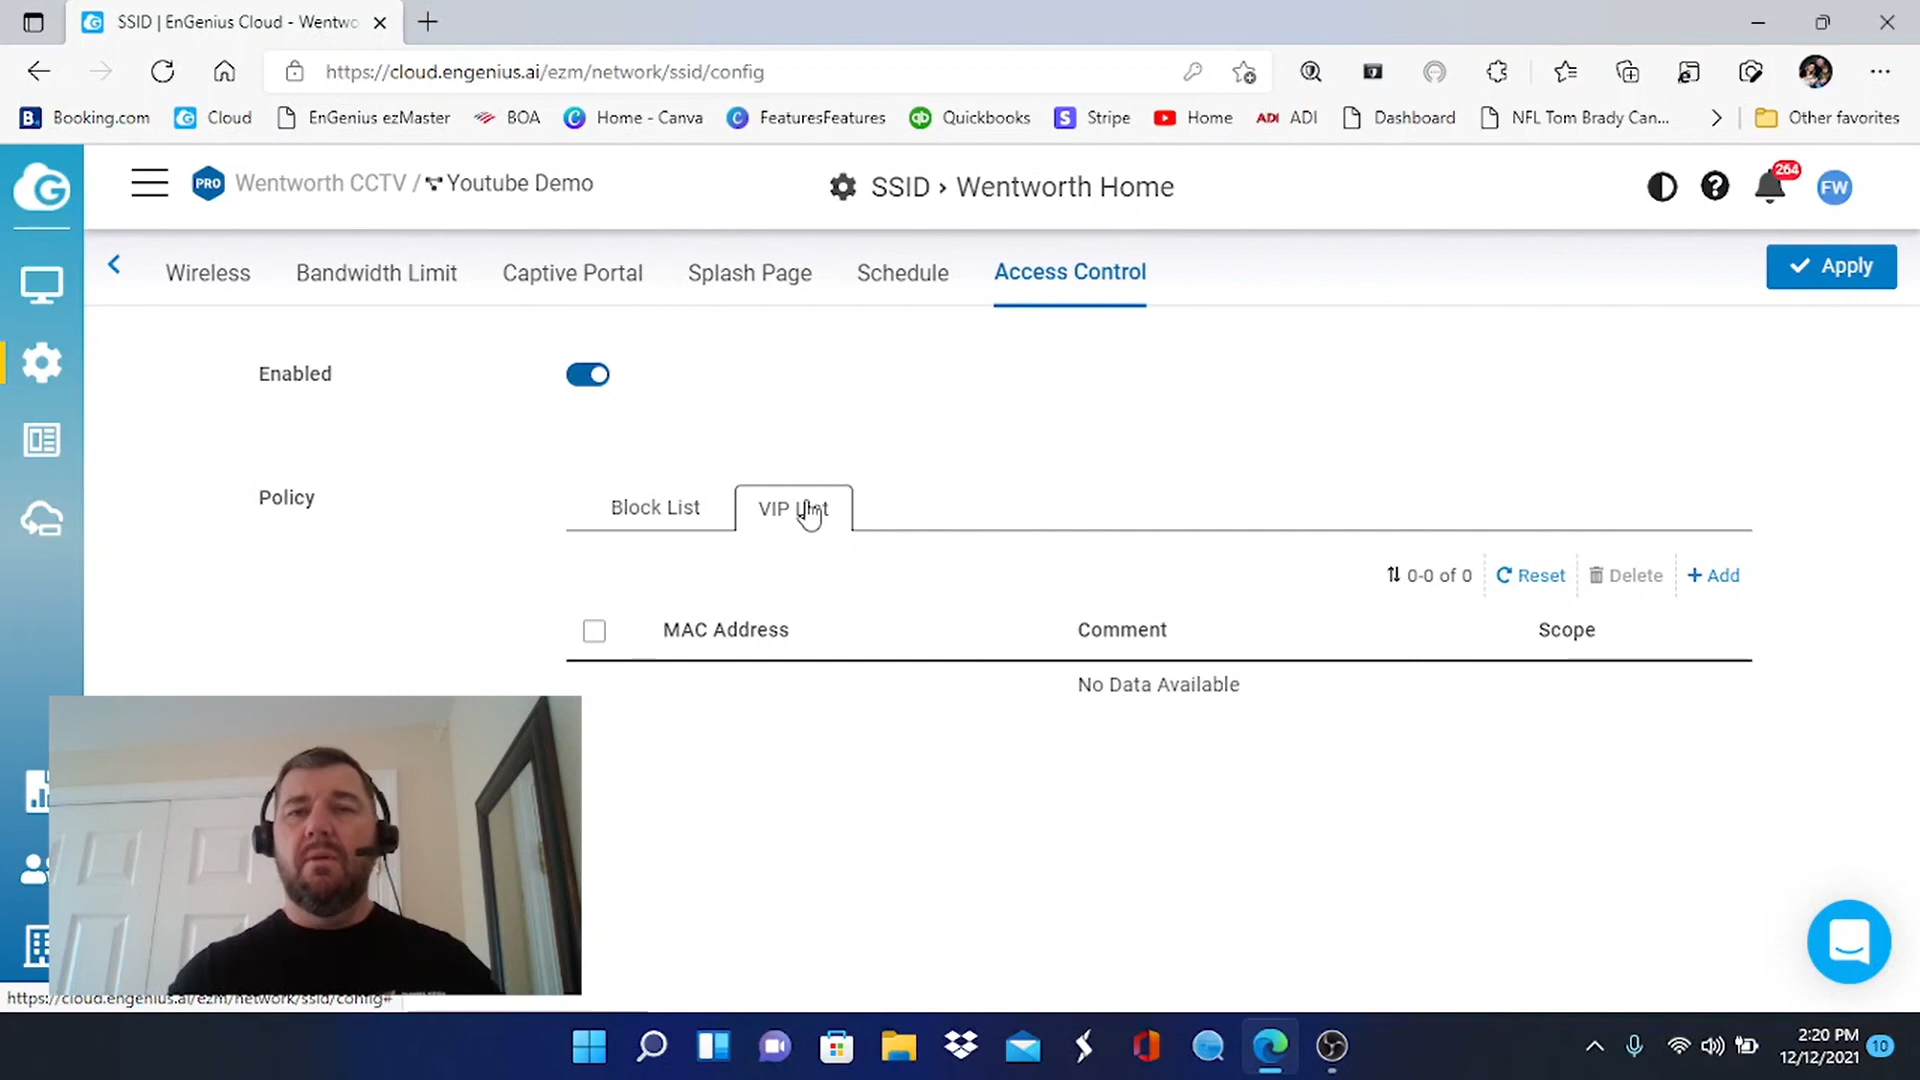 SSID | EnGenius Cloud - Wentwo
https://cloud.engenius.ai/ezm/network/ssid/config
B. Booking.com Cloud EnGenius ezMaster BOA Home - Canva FeaturesFeatures Quickbooks S Stripe Home ADI ADI Dashboard NFL Tom Brady Can... Other favorites
PRO Wentworth CCTV / Youtube Demo SSID › Wentworth Home 264 FW
Wireless Bandwidth Limit Captive Portal Splash Page Schedule Access Control Apply
Enabled
Policy Block List VIP List
0-0 of 0 Reset Delete + Add
MAC Address Comment Scope
No Data Available
https://cloud.engenius.ai/ezm/network/ssid/config#
2:20 PM
12/12/2021 10